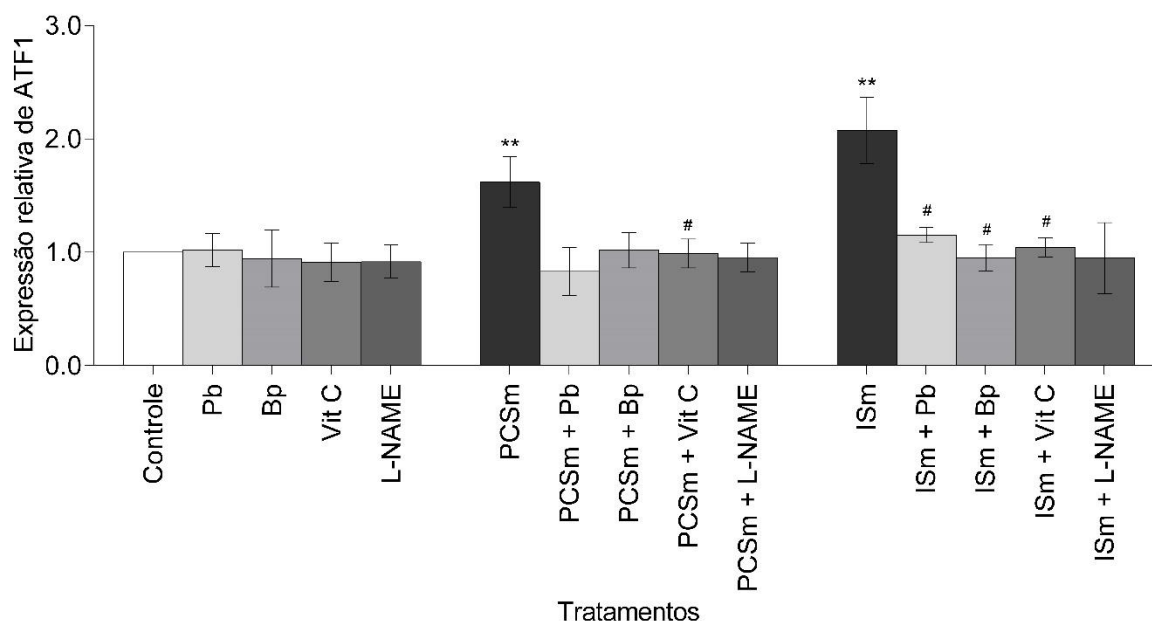 Expressão relativa de ATF1
3.0
2.0
1.0
0.0
**
#
**
#
#
#
Controle
Pb
Bp
Vit C
L-NAME
PCSm
PCSm + Pb
PCSm + Bp
PCSm + Vit C
PCSm + L-NAME
ISm
ISm + Pb
ISm + Bp
ISm + Vit C
ISm + L-NAME
Tratamentos